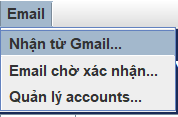 Email
Nhận từ Gmail...
Email chờ xác nhận...
Quản lý accounts...